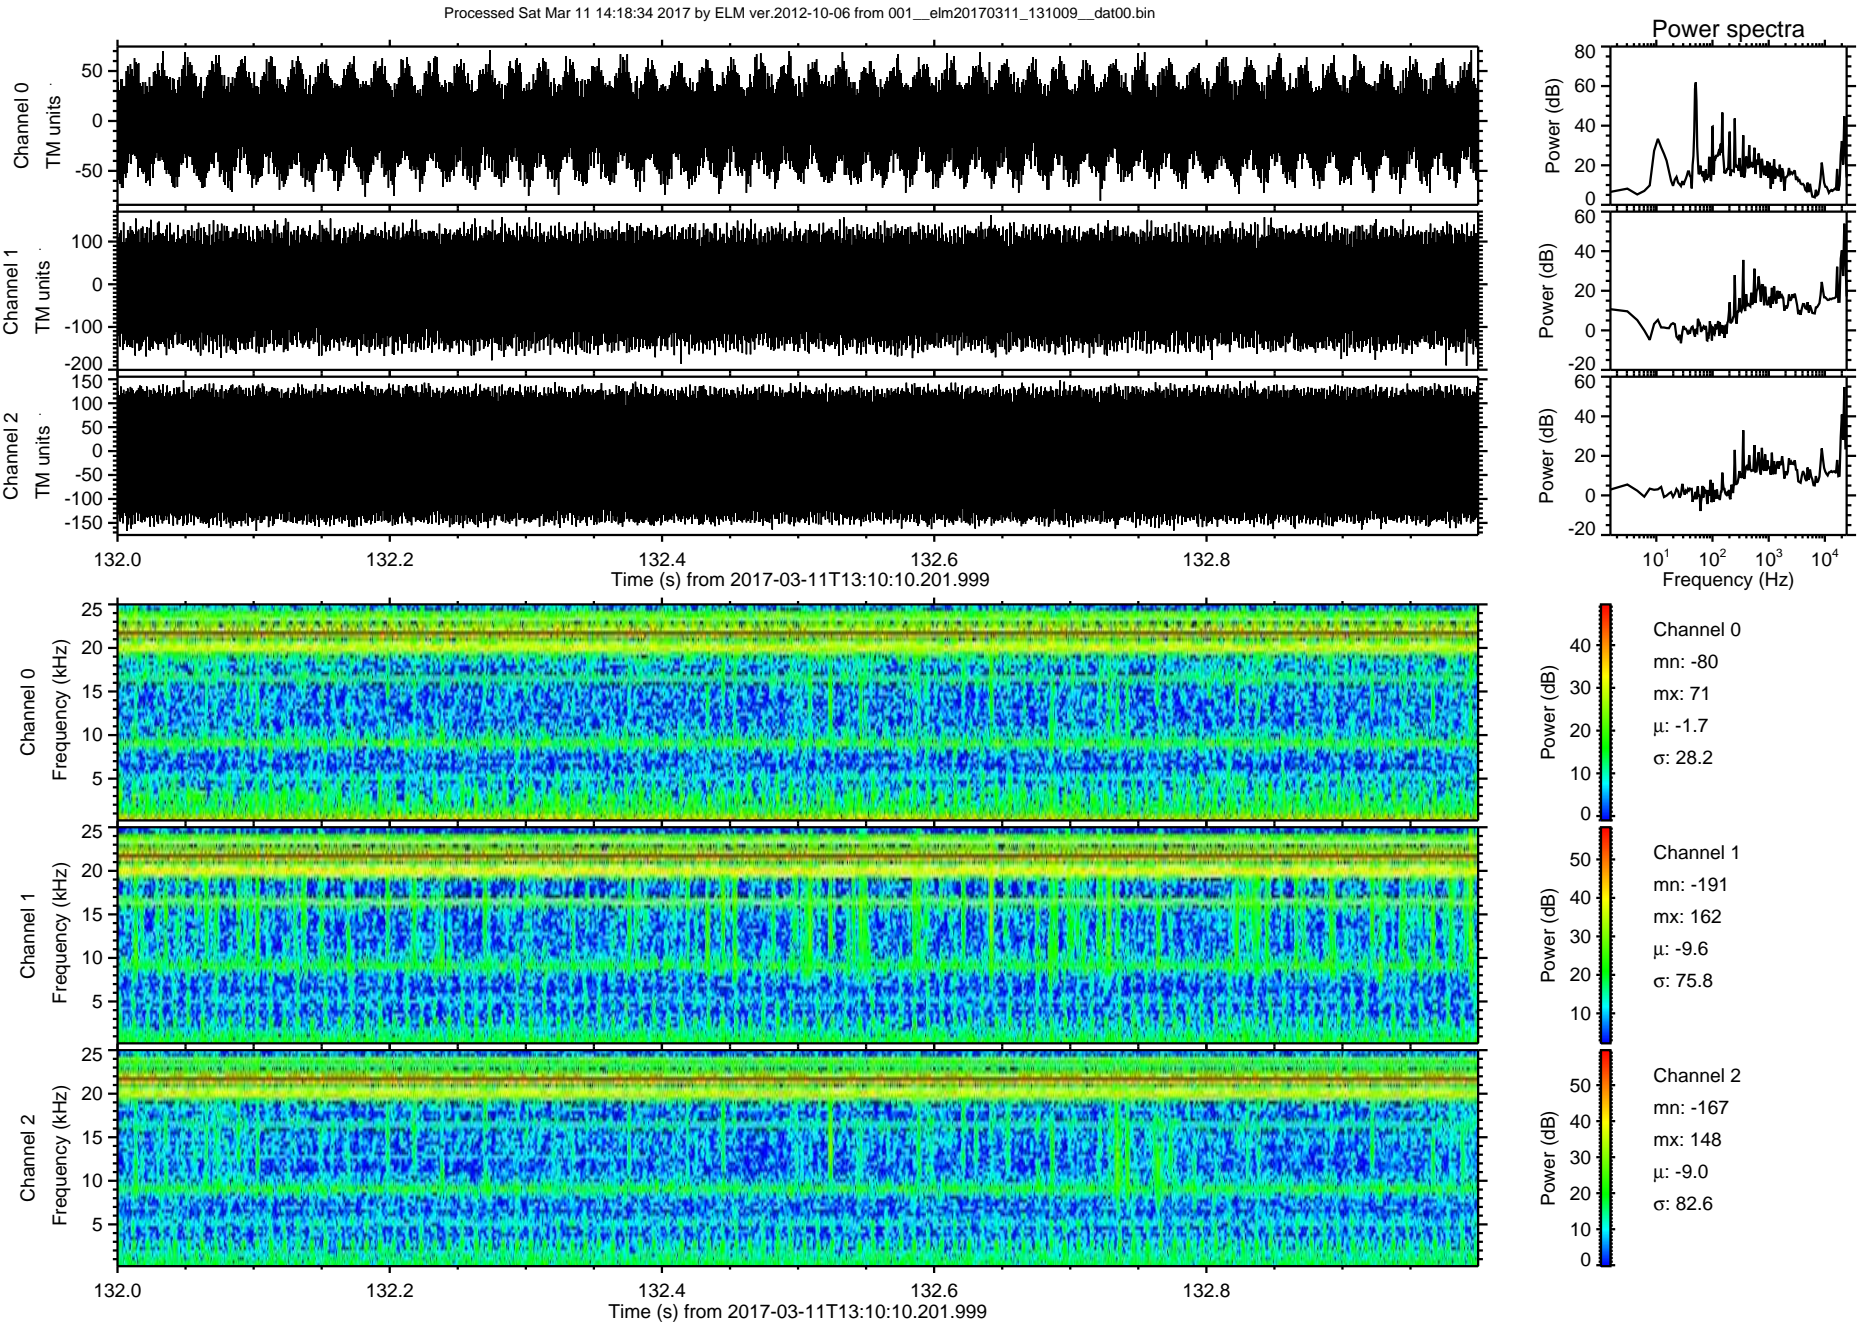 Processed Sat Mar 11 14:18:34 2017 by ELM ver.2012-10-06 from 001__elm20170311_131009__dat00.bin
Power spectra
Channel 0
TM units
50
0
-50
Power (dB)
80
60
40
20
0
Channel 1
TM units
100
0
-100
-200
Power (dB)
60
40
20
0
-20
Channel 2
TM units
150
100
50
0
-50
-100
-150
Power (dB)
60
40
20
0
-20
132.0 132.2 132.4 132.6 132.8
Time (s) from 2017-03-11T13:10:10.201.999
10^1 10^2 10^3 10^4
Frequency (Hz)
Channel 0
Frequency (kHz)
25
20
15
10
5
Power (dB)
40
30
20
10
0
Channel 0
mn: -80
mx: 71
μ: -1.7
σ: 28.2
Channel 1
Frequency (kHz)
25
20
15
10
5
Power (dB)
50
40
30
20
10
Channel 1
mn: -191
mx: 162
μ: -9.6
σ: 75.8
Channel 2
Frequency (kHz)
25
20
15
10
5
Power (dB)
50
40
30
20
10
0
Channel 2
mn: -167
mx: 148
μ: -9.0
σ: 82.6
132.0 132.2 132.4 132.6 132.8
Time (s) from 2017-03-11T13:10:10.201.999